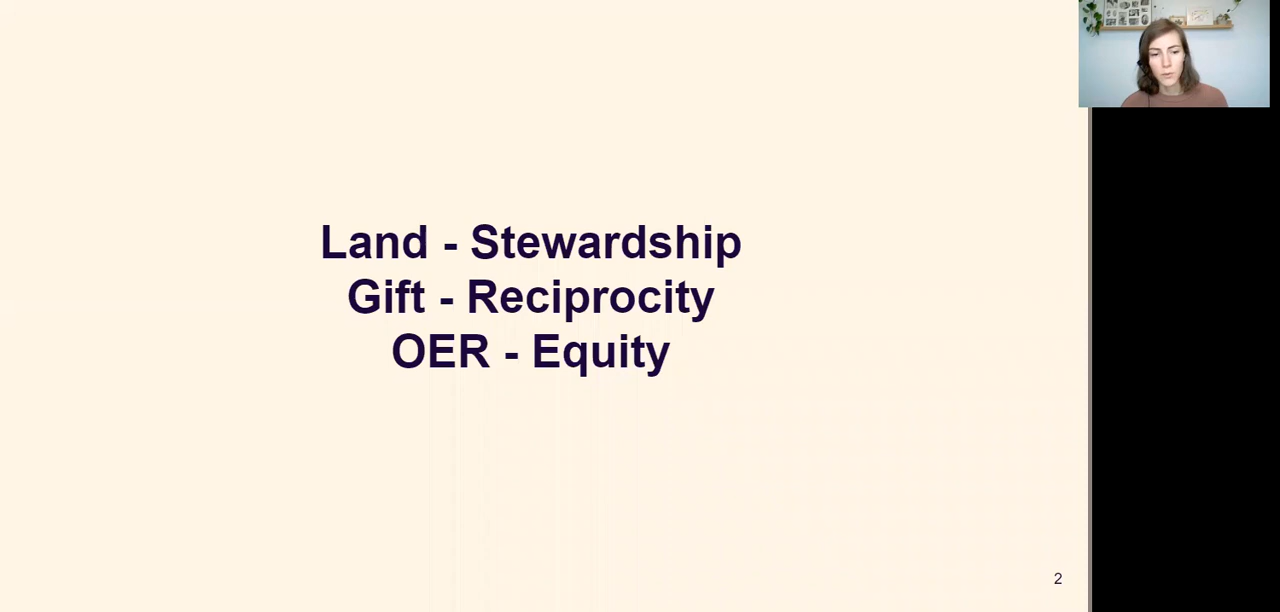 Land - Stewardship
Gift - Reciprocity
OER - Equity
2